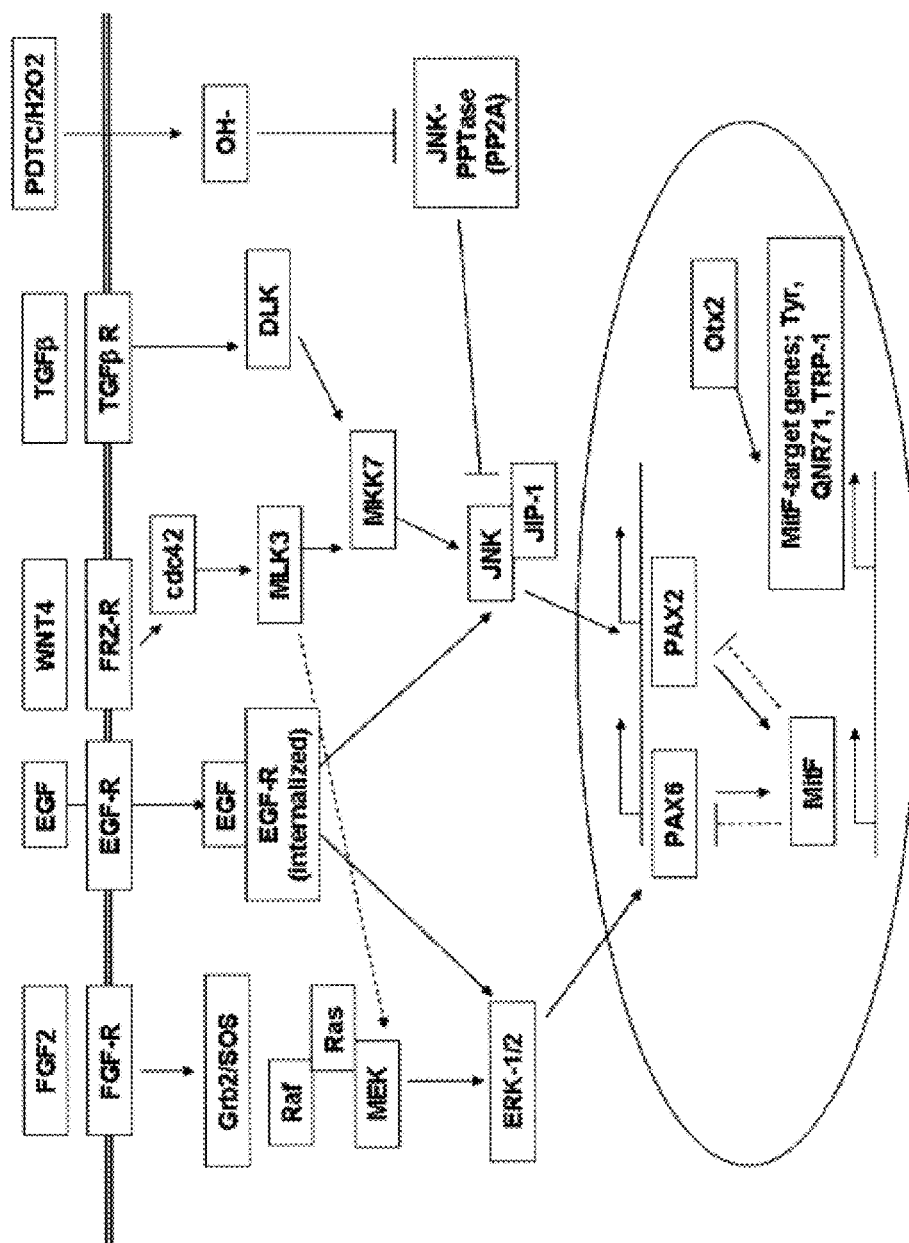 FGF2
EGF
WNT4
TGFβ
PDTC/H2O2
FGF-R
EGF-R
FRZ-R
TGFβ R
Grb2/SOS
EGF
EGF-R
(internalized)
cdc42
DLK
OH-
Raf
Ras
MEK
MLK3
MKK7
ERK-1/2
JNK
JIP-1
JNK-
PPTase
(PP2A)
PAX6
PAX2
Otx2
MitF
MitF-target genes; Tyr,
QNR71, TRP-1